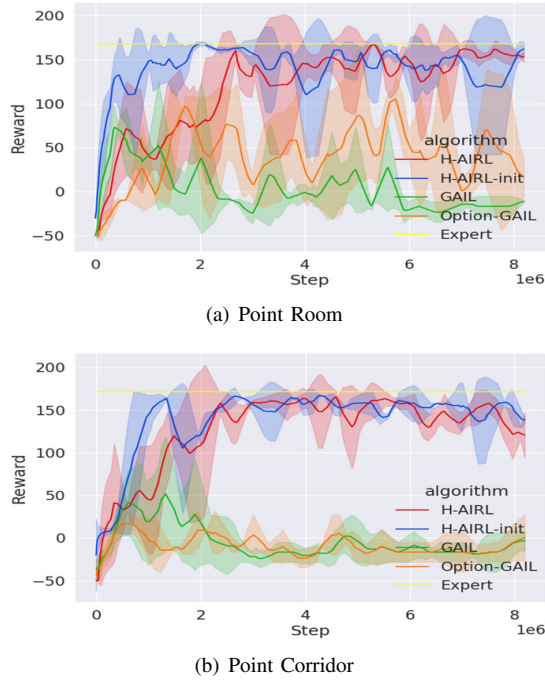 200
150
100
50
0
−50
Reward
algorithm
H-AIRL
H-AIRL-init
GAIL
Option-GAIL
Expert
0 2 4 6 8
Step
1e6
(a) Point Room
200
150
100
50
0
−50
Reward
algorithm
H-AIRL
H-AIRL-init
GAIL
Option-GAIL
Expert
0 2 4 6 8
Step
1e6
(b) Point Corridor